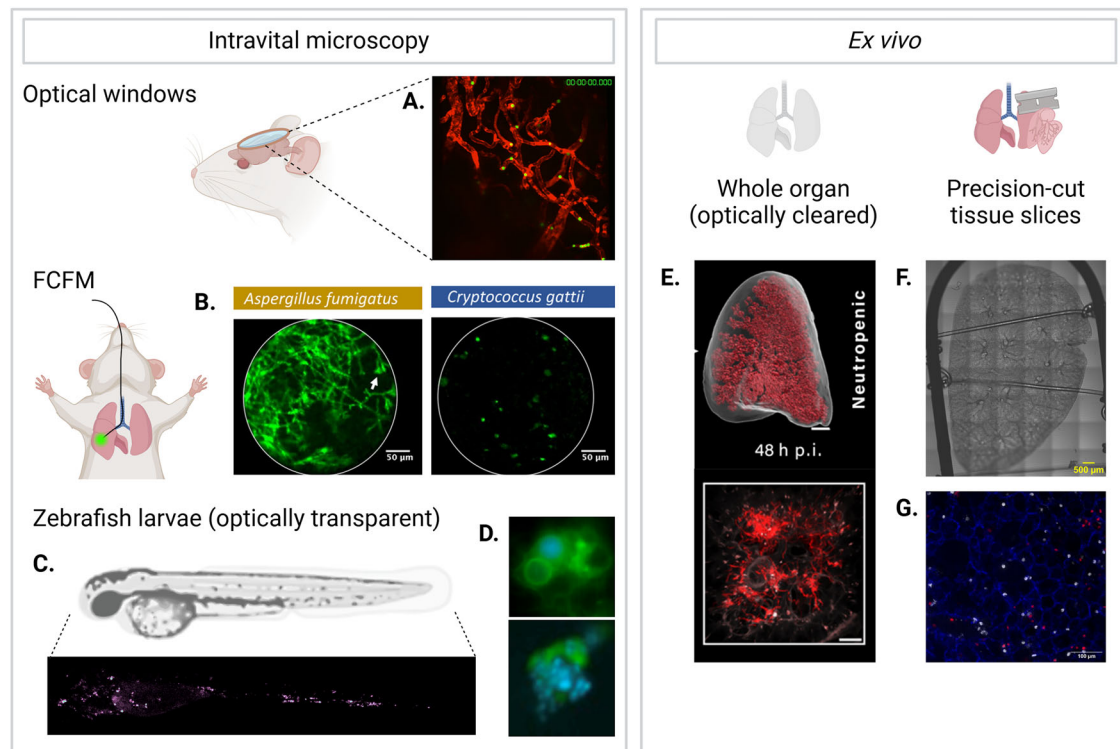 Intravital microscopy
Optical windows
A.
00:00:00.000
FCFM
B.
Aspergillus fumigatus
Cryptococcus gattii
50 μm
50 μm
Zebrafish larvae (optically transparent)
C.
D.
Ex vivo
Whole organ
(optically cleared)
Precision-cut
tissue slices
E.
Neutropenic
48 h p.i.
F.
500 μm
G.
100 μm